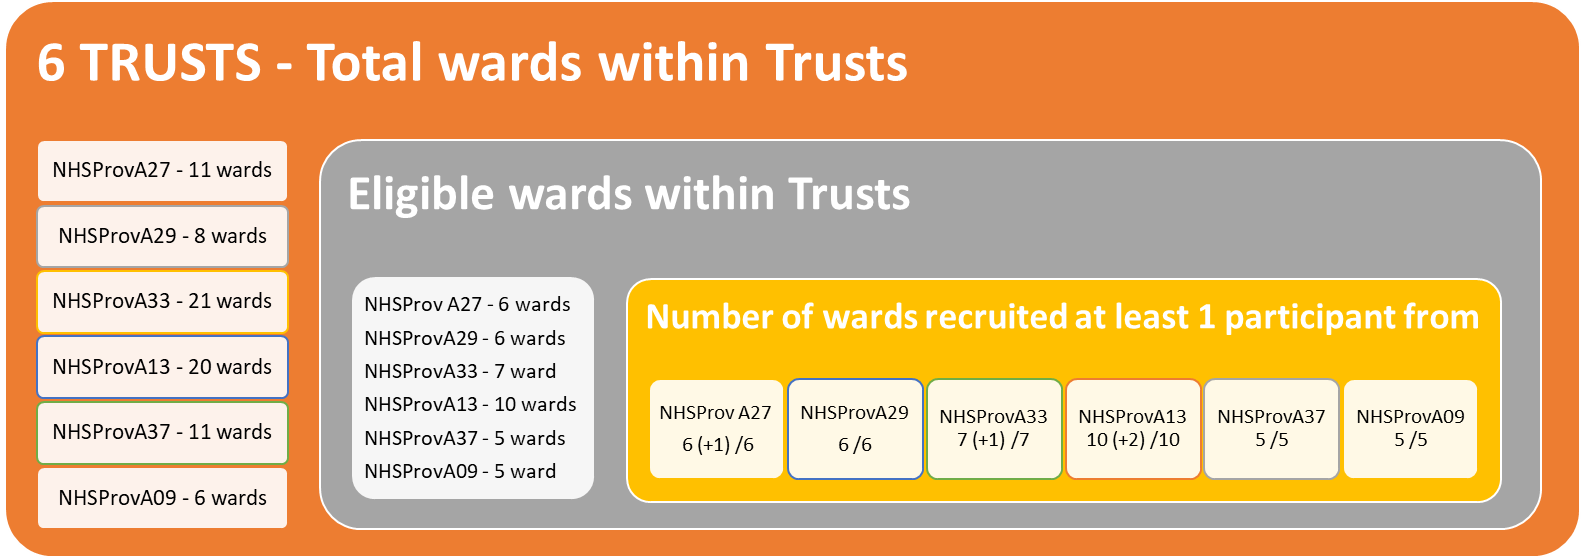 6 TRUSTS - Total wards within Trusts
NHSProvA27 - 11 wards
NHSProvA29 - 8 wards
NHSProvA33 - 21 wards
NHSProvA13 - 20 wards
NHSProvA37 - 11 wards
NHSProvA09 - 6 wards
Eligible wards within Trusts
NHSProv A27 - 6 wards
NHSProvA29 - 6 wards
NHSProvA33 - 7 ward
NHSProvA13 - 10 wards
NHSProvA37 - 5 wards
NHSProvA09 - 5 ward
Number of wards recruited at least 1 participant from
NHSProv A27
6 (+1) /6
NHSProvA29
6 /6
NHSProvA33
7 (+1) /7
NHSProvA13
10 (+2) /10
NHSProvA37
5 /5
NHSProvA09
5 /5